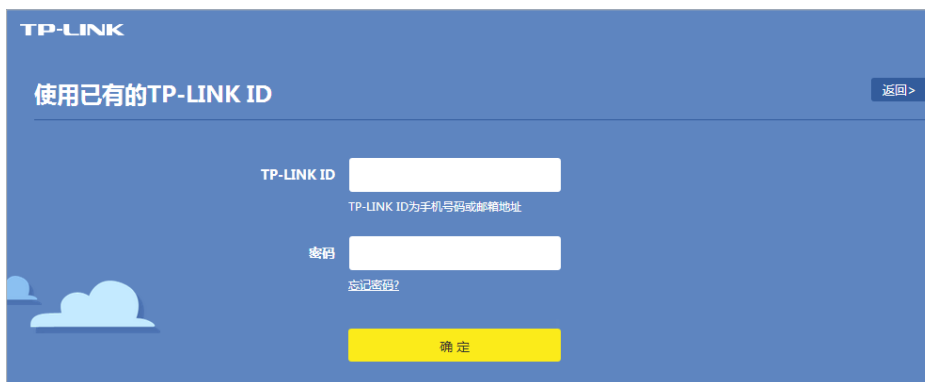 TP-LINK
使用已有的TP-LINK ID
返回>
TP-LINK ID
TP-LINK ID为手机号码或邮箱地址
密码
忘记密码?
确 定